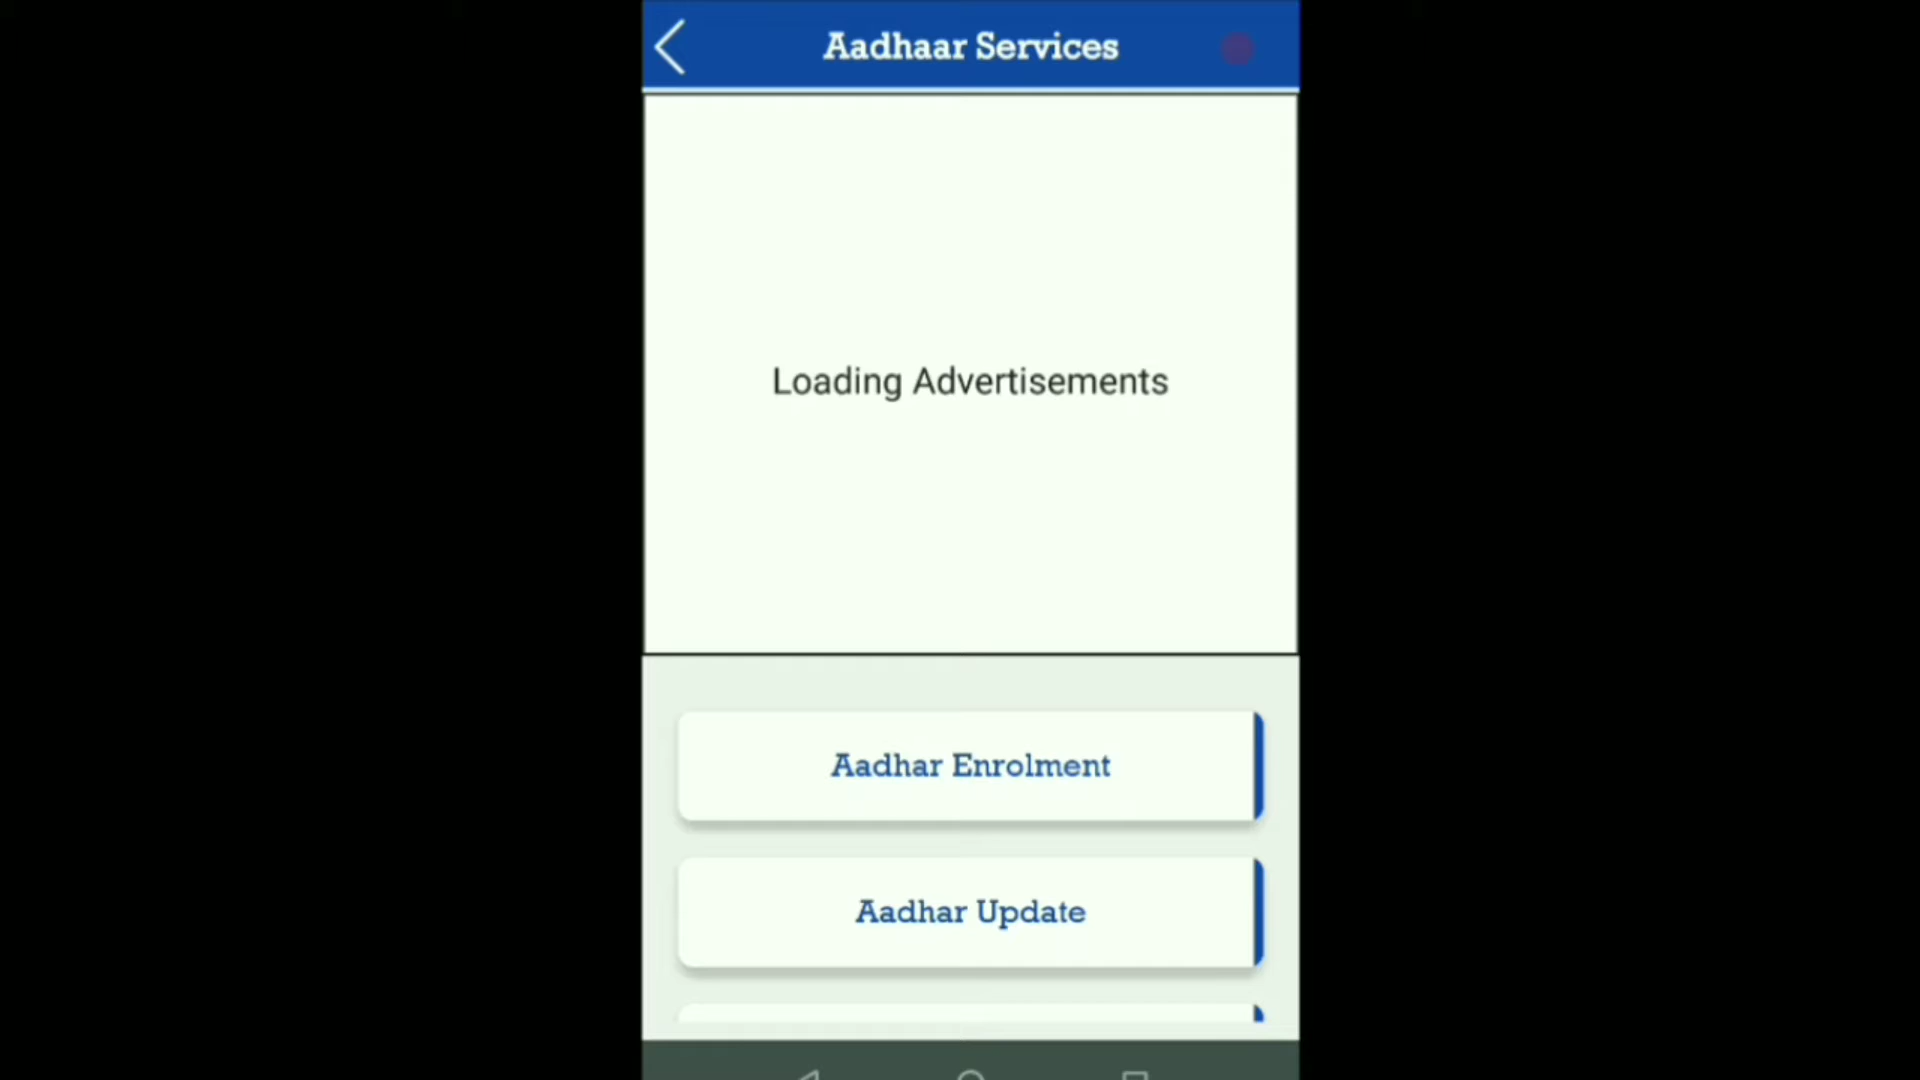 Aadhaar Services
Loading Advertisements
Aadhar Enrolment
Aadhar Update